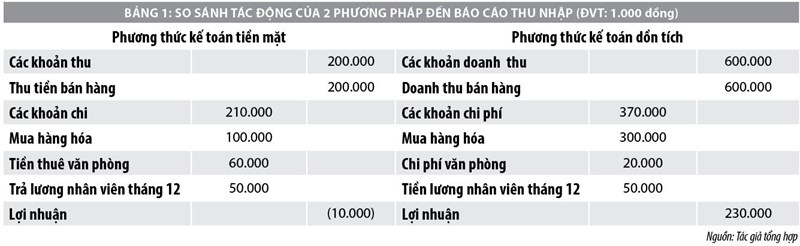 BẢNG 1: SO SÁNH TÁC ĐỘNG CỦA 2 PHƯƠNG PHÁP ĐẾN BÁO CÁO THU NHẬP (ĐVT: 1.000 đồng)
Phương thức kế toán tiền mặt Phương thức kế toán dồn tích
Các khoản thu 200.000 Các khoản doanh thu 600.000
Thu tiền bán hàng 200.000 Doanh thu bán hàng 600.000
Các khoản chi 210.000 Các khoản chi phí 370.000
Mua hàng hóa 100.000 Mua hàng hóa 300.000
Tiền thuê văn phòng 60.000 Chi phí văn phòng 20.000
Trả lương nhân viên tháng 12 50.000 Tiền lương nhân viên tháng 12 50.000
Lợi nhuận (10.000) Lợi nhuận 230.000
Nguồn: Tác giả tổng hợp